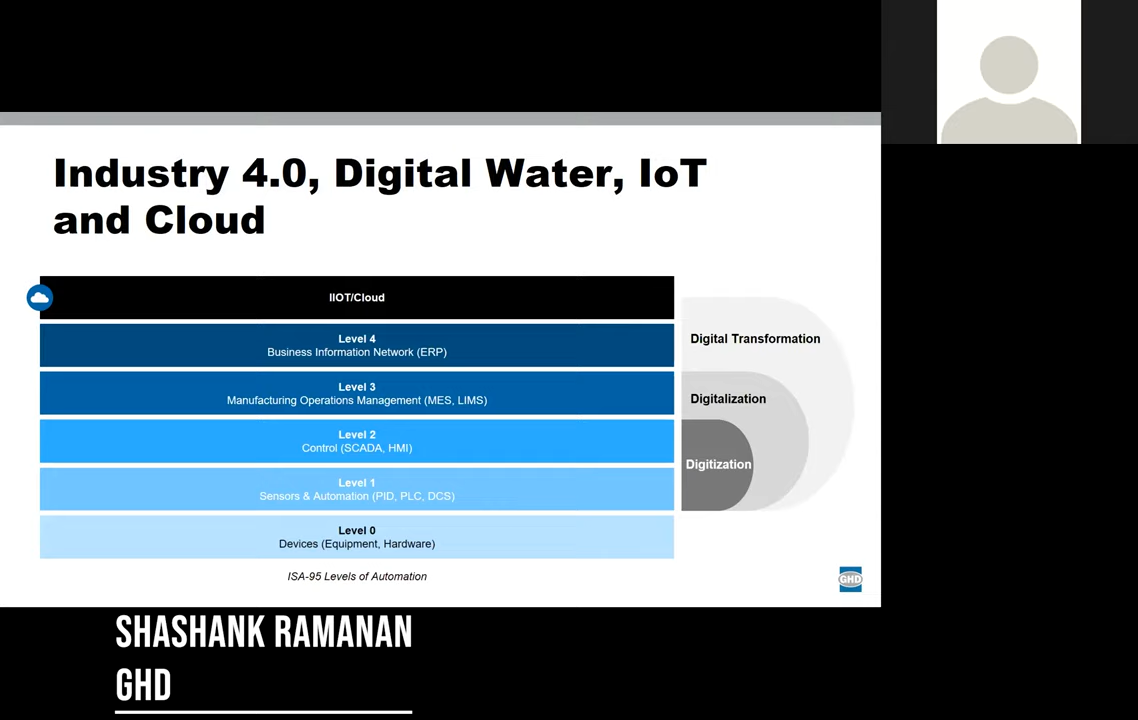 Industry 4.0, Digital Water, IoT
and Cloud
IIOT/Cloud
Level 4
Business Information Network (ERP)
Level 3
Manufacturing Operations Management (MES, LIMS)
Level 2
Control (SCADA, HMI)
Level 1
Sensors & Automation (PID, PLC, DCS)
Level 0
Devices (Equipment, Hardware)
ISA-95 Levels of Automation
Digital Transformation
Digitalization
Digitization
GHD
SHASHANK RAMANAN
GHD